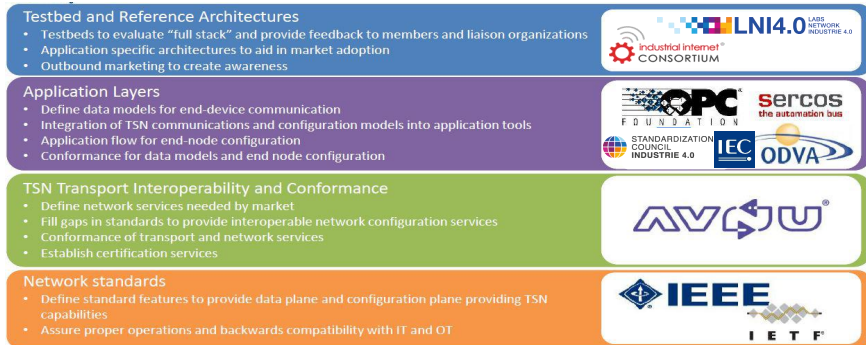 Testbed and Reference Architectures
• Testbeds to evaluate “full stack” and provide feedback to members and liaison organizations
• Application specific architectures to aid in market adoption
• Outbound marketing to create awareness
LNI4.0 LABS
NETWORK
INDUSTRIE 4.0
industrial internet®
CONSORTIUM
Application Layers
• Define data models for end-device communication
• Integration of TSN communications and configuration models into application tools
• Application flow for end-node configuration
• Conformance for data models and end node configuration
OPC
FOUNDATION
sercos
the automation bus
STANDARDIZATION
COUNCIL
INDUSTRIE 4.0
IEC
ODVA
TSN Transport Interoperability and Conformance
• Define network services needed by market
• Fill gaps in standards to provide interoperable network configuration services
• Conformance of transport and network services
• Establish certification services
AVNU®
Network standards
• Define standard features to provide data plane and configuration plane providing TSN
capabilities
• Assure proper operations and backwards compatibility with IT and OT
IEEE
IETF®